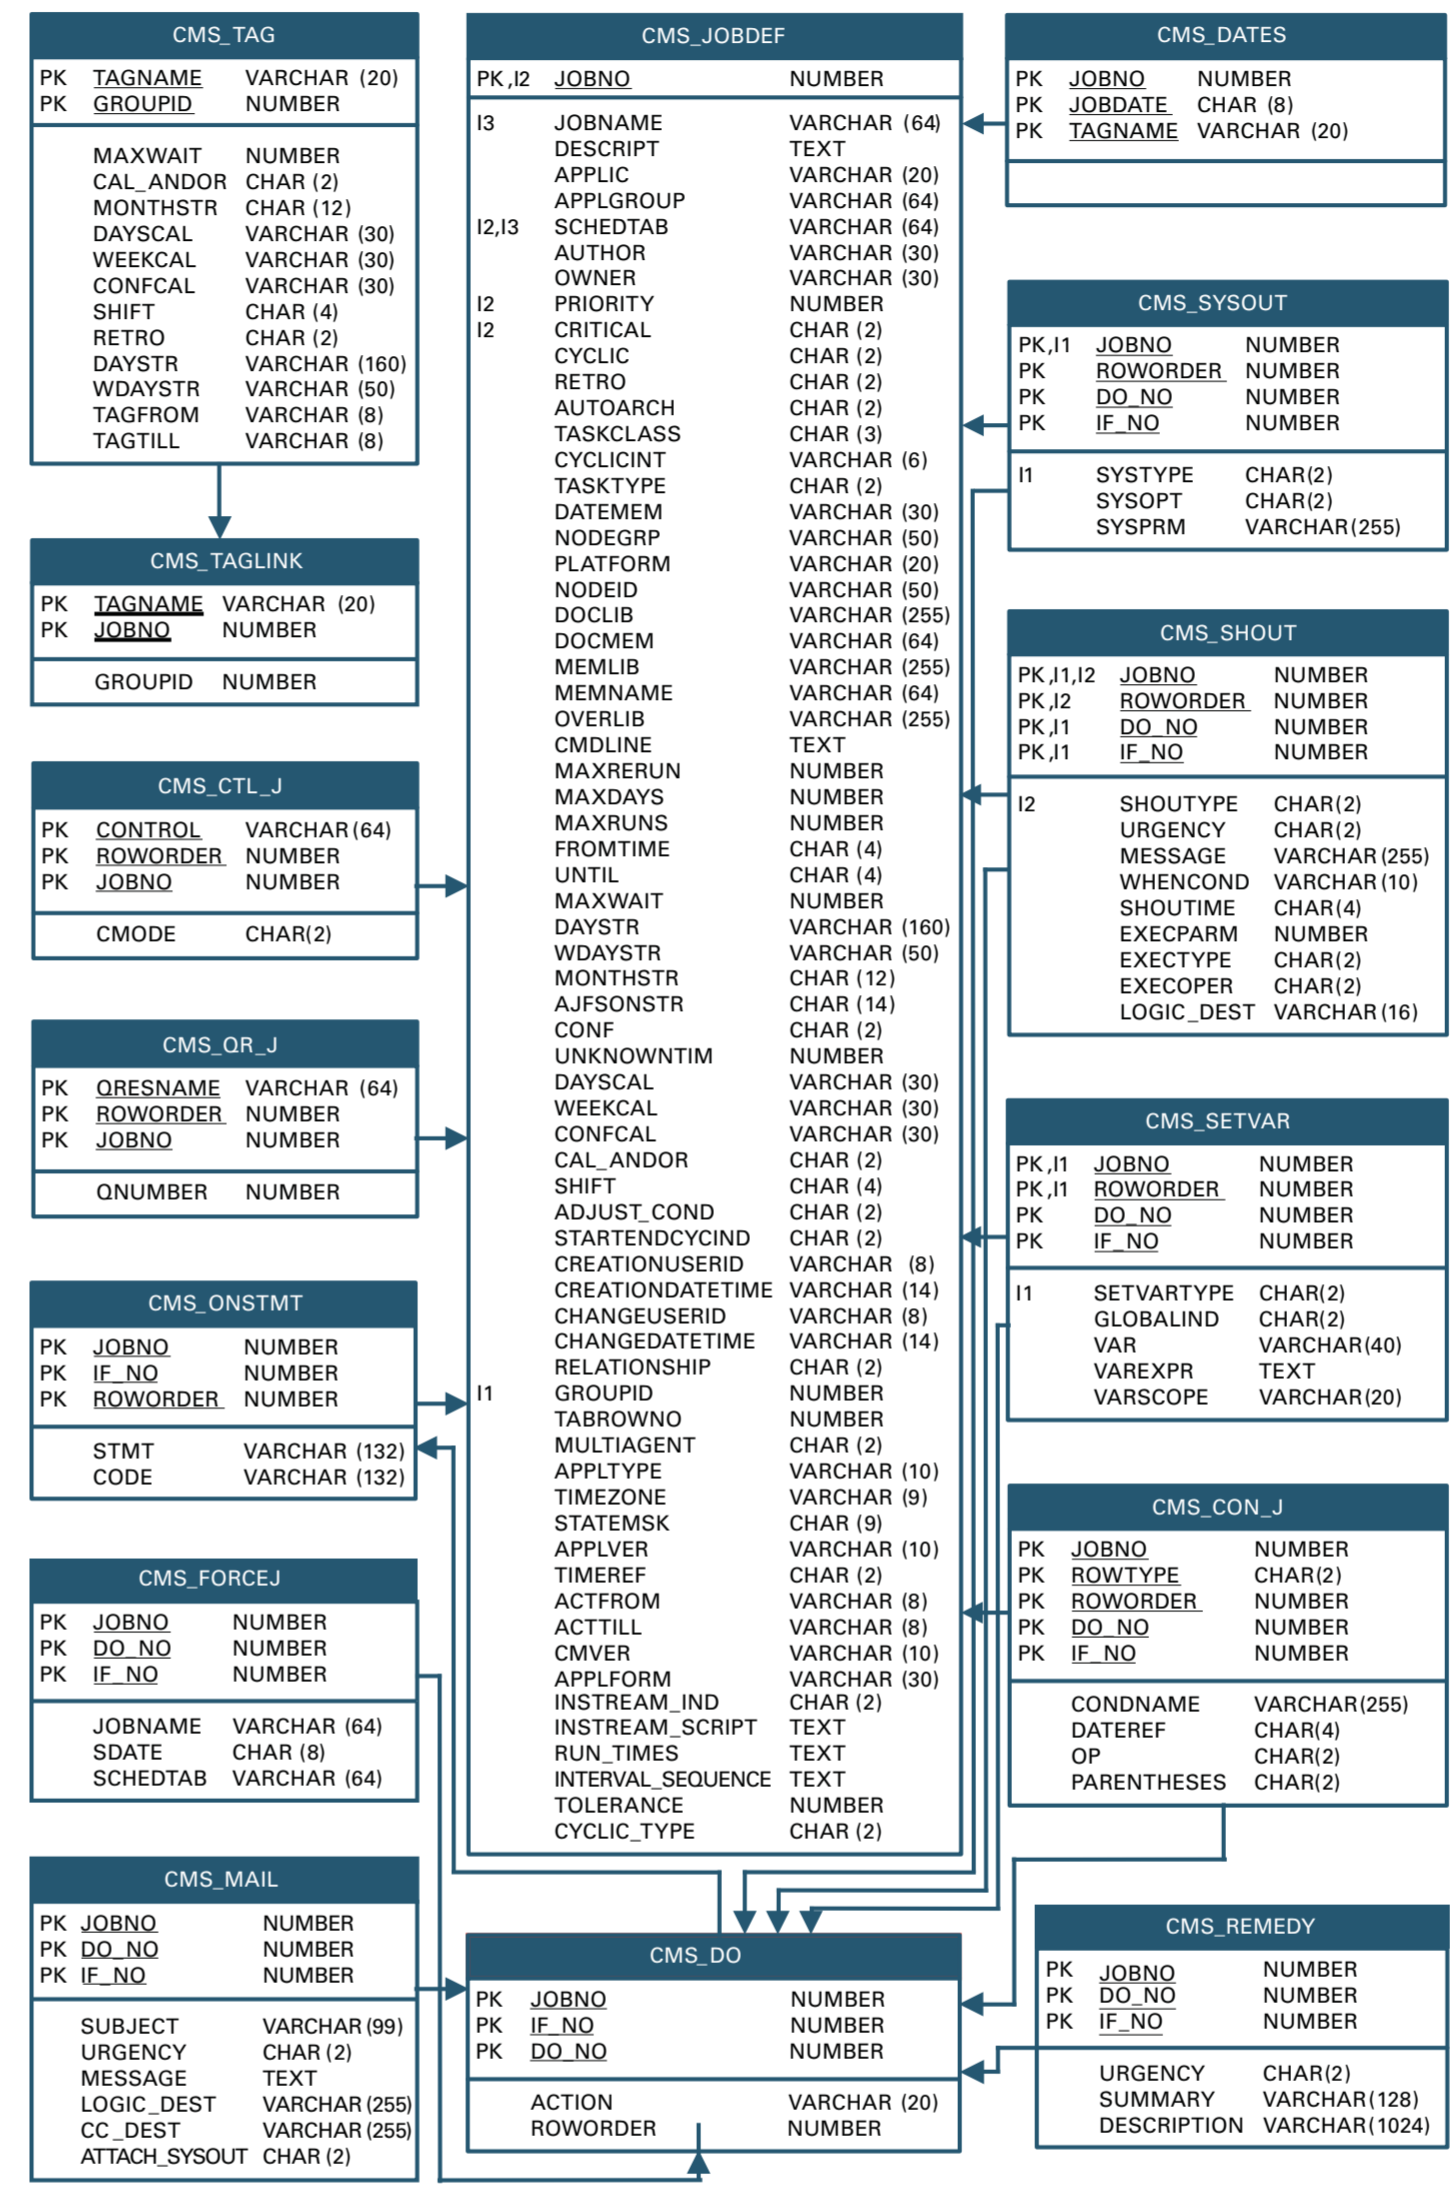 CMS_TAG
PK TAGNAME VARCHAR (20)
PK GROUPID NUMBER
MAXWAIT NUMBER
CAL_ANDOR CHAR (2)
MONTHSTR CHAR (12)
DAYSCAL VARCHAR (30)
WEEKCAL VARCHAR (30)
CONFCAL VARCHAR (30)
SHIFT CHAR (4)
RETRO CHAR (2)
DAYSTR VARCHAR (160)
WDAYSTR VARCHAR (50)
TAGFROM VARCHAR (8)
TAGTILL VARCHAR (8)
CMS_TAGLINK
PK TAGNAME VARCHAR (20)
PK JOBNO NUMBER
GROUPID NUMBER
CMS_CTL_J
PK CONTROL VARCHAR(64)
PK ROWORDER NUMBER
PK JOBNO NUMBER
CMODE CHAR(2)
CMS_QR_J
PK QRESNAME VARCHAR (64)
PK ROWORDER NUMBER
PK JOBNO NUMBER
QNUMBER NUMBER
CMS_ONSTMT
PK JOBNO NUMBER
PK IF_NO NUMBER
PK ROWORDER NUMBER
STMT VARCHAR (132)
CODE VARCHAR (132)
CMS_FORCEJ
PK JOBNO NUMBER
PK DO_NO NUMBER
PK IF_NO NUMBER
JOBNAME VARCHAR (64)
SDATE CHAR (8)
SCHEDTAB VARCHAR (64)
CMS_MAIL
PK JOBNO NUMBER
PK DO_NO NUMBER
PK IF_NO NUMBER
SUBJECT VARCHAR(99)
URGENCY CHAR (2)
MESSAGE TEXT
LOGIC_DEST VARCHAR(255)
CC_DEST VARCHAR(255)
ATTACH_SYSOUT CHAR (2)
CMS_JOBDEF
PK,I2 JOBNO NUMBER
I3 JOBNAME VARCHAR (64)
DESCRIPT TEXT
APPLIC VARCHAR (20)
APPLGROUP VARCHAR (64)
I2,I3 SCHEDTAB VARCHAR (64)
AUTHOR VARCHAR (30)
OWNER VARCHAR (30)
I2 PRIORITY NUMBER
I2 CRITICAL CHAR (2)
CYCLIC CHAR (2)
RETRO CHAR (2)
AUTOARCH CHAR (2)
TASKCLASS CHAR (3)
CYCLICINT VARCHAR (6)
TASKTYPE CHAR (2)
DATEMEM VARCHAR (30)
NODEGRP VARCHAR (50)
PLATFORM VARCHAR (20)
NODEID VARCHAR (50)
DOCLIB VARCHAR (255)
DOCMEM VARCHAR (64)
MEMLIB VARCHAR (255)
MEMNAME VARCHAR (64)
OVERLIB VARCHAR (255)
CMDLINE TEXT
MAXRERUN NUMBER
MAXDAYS NUMBER
MAXRUNS NUMBER
FROMTIME CHAR (4)
UNTIL CHAR (4)
MAXWAIT NUMBER
DAYSTR VARCHAR (160)
WDAYSTR VARCHAR (50)
MONTHSTR CHAR (12)
AJFSONSTR CHAR (14)
CONF CHAR (2)
UNKNOWNTIM NUMBER
DAYSCAL VARCHAR (30)
WEEKCAL VARCHAR (30)
CONFCAL VARCHAR (30)
CAL_ANDOR CHAR (2)
SHIFT CHAR (4)
ADJUST_COND CHAR (2)
STARTENDCYCIND CHAR (2)
CREATIONUSERID VARCHAR (8)
CREATIONDATETIME VARCHAR (14)
CHANGEUSERID VARCHAR (8)
CHANGEDATETIME VARCHAR (14)
RELATIONSHIP CHAR (2)
I1 GROUPID NUMBER
TABROWNO NUMBER
MULTIAGENT CHAR (2)
APPLTYPE VARCHAR (10)
TIMEZONE VARCHAR (9)
STATEMSK CHAR (9)
APPLVER VARCHAR (10)
TIMEREF CHAR (2)
ACTFROM VARCHAR (8)
ACTTILL VARCHAR (8)
CMVER VARCHAR (10)
APPLFORM VARCHAR (30)
INSTREAM_IND CHAR (2)
INSTREAM_SCRIPT TEXT
RUN_TIMES TEXT
INTERVAL_SEQUENCE TEXT
TOLERANCE NUMBER
CYCLIC_TYPE CHAR (2)
CMS_DO
PK JOBNO NUMBER
PK IF_NO NUMBER
PK DO_NO NUMBER
ACTION VARCHAR (20)
ROWORDER NUMBER
CMS_DATES
PK JOBNO NUMBER
PK JOBDATE CHAR (8)
PK TAGNAME VARCHAR (20)
CMS_SYSOUT
PK,I1 JOBNO NUMBER
PK ROWORDER NUMBER
PK DO_NO NUMBER
PK IF_NO NUMBER
I1 SYSTYPE CHAR(2)
SYSOPT CHAR(2)
SYSPRM VARCHAR(255)
CMS_SHOUT
PK,I1,I2 JOBNO NUMBER
PK,I2 ROWORDER NUMBER
PK,I1 DO_NO NUMBER
PK,I1 IF_NO NUMBER
I2 SHOUTYPE CHAR(2)
URGENCY CHAR(2)
MESSAGE VARCHAR(255)
WHENCOND VARCHAR(10)
SHOUTIME CHAR(4)
EXECPARM NUMBER
EXECTYPE CHAR(2)
EXECOPER CHAR(2)
LOGIC_DEST VARCHAR(16)
CMS_SETVAR
PK,I1 JOBNO NUMBER
PK,I1 ROWORDER NUMBER
PK DO_NO NUMBER
PK IF_NO NUMBER
I1 SETVARTYPE CHAR(2)
GLOBALIND CHAR(2)
VAR VARCHAR(40)
VAREXPR TEXT
VARSCOPE VARCHAR(20)
CMS_CON_J
PK JOBNO NUMBER
PK ROWTYPE CHAR(2)
PK ROWORDER NUMBER
PK DO_NO NUMBER
PK IF_NO NUMBER
CONDNAME VARCHAR(255)
DATEREF CHAR(4)
OP CHAR(2)
PARENTHESES CHAR(2)
CMS_REMEDY
PK JOBNO NUMBER
PK DO_NO NUMBER
PK IF_NO NUMBER
URGENCY CHAR(2)
SUMMARY VARCHAR(128)
DESCRIPTION VARCHAR(1024)